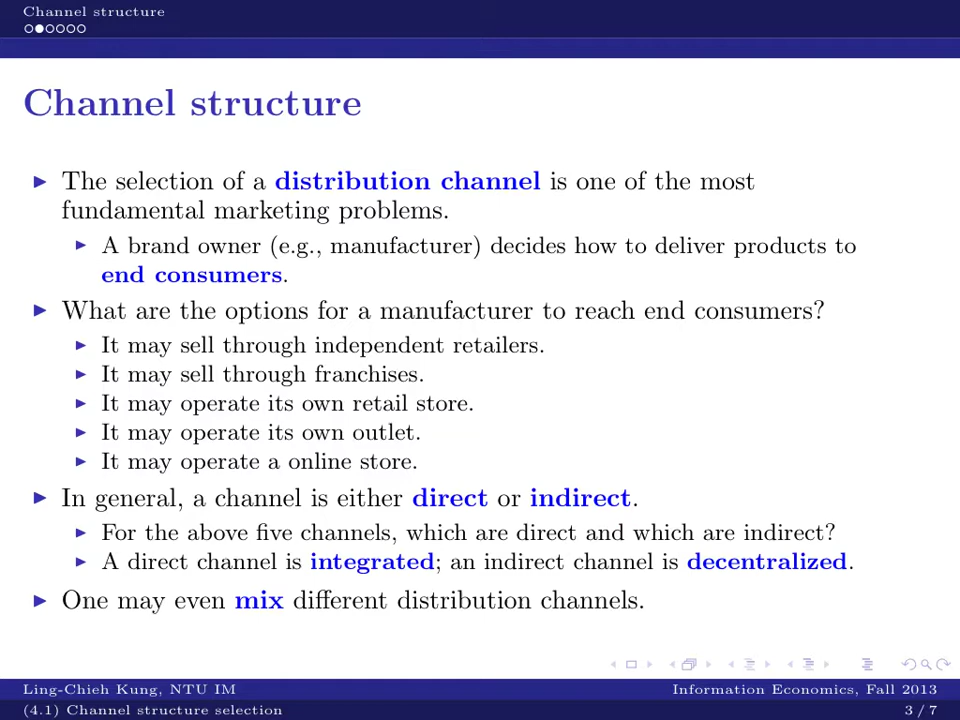 Channel structure
Channel structure
The selection of a distribution channel is one of the most
fundamental marketing problems.
A brand owner (e.g., manufacturer) decides how to deliver products to
end consumers.
What are the options for a manufacturer to reach end consumers?
It may sell through independent retailers.
It may sell through franchises.
It may operate its own retail store.
It may operate its own outlet.
It may operate a online store.
In general, a channel is either direct or indirect.
For the above five channels, which are direct and which are indirect?
A direct channel is integrated; an indirect channel is decentralized.
One may even mix different distribution channels.
Ling-Chieh Kung, NTU IM
Information Economics, Fall 2013
(4.1) Channel structure selection
3 / 7